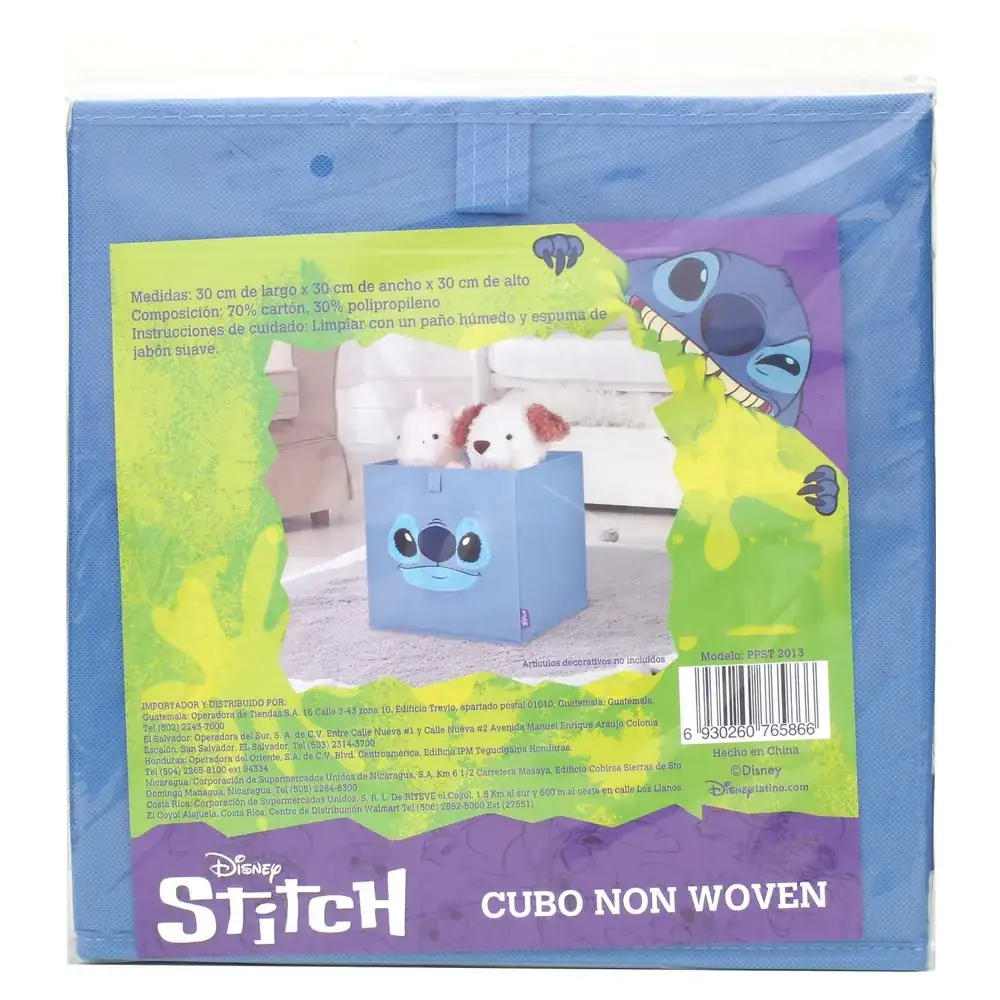 Medidas: 30 cm de largo x 30 cm de ancho x 30 cm de alto
Composición: 70% cartón, 30% polipropileno
Instrucciones de cuidado: Limpiar con un paño húmedo y espuma de
jabón suave.
Stitch
Artículos decorativos no incluidos
Modelo: PPST 2013
6 930260 765866
Hecho en China
©Disney
Disneylatino.com
IMPORTADOR Y DISTRIBUIDO POR:
Guatemala: Operadora de Tiendas,S.A. 16 Calle 3-43 zona 10, Edificio Trevio, apartado postal 01010, Guatemala, Guatemala.
Tel (502) 2243-7600
El Salvador: Operadora del Sur, S. A. de C.V. Entre Calle Nueva #1 y Calle Nueva #2 Avenida Manuel Enrique Araujo Colonia
Escalón, San Salvador, EL Salvador. Tel (503) 2314-3700
Honduras: Operadora del Oriente, S.A. de C.V. Blvd. Centroamérica, Edificio IPM Tegucigalpa Honduras.
Tel (504) 2265-8100 ext 94334
Nicaragua: Corporación de Supermercados Unidos de Nicaragua, S.A. Km 6 1/2 Carretera Masaya, Edificio Cobirsa Sierras de Sto
Domingo Managua, Nicaragua. Tel (505) 2264-8300
Costa Rica: Corporación de Supermercados Unidos, S. R. L. De RITEVE el Coyol, 1.5 Km al sur y 600 m al oeste en calle Los Llanos.
El Coyol Alajuela, Costa Rica, Centro de Distribución Walmart Tel (506) 2882-5000 Ext (27551)
Disney
Stitch
CUBO NON WOVEN